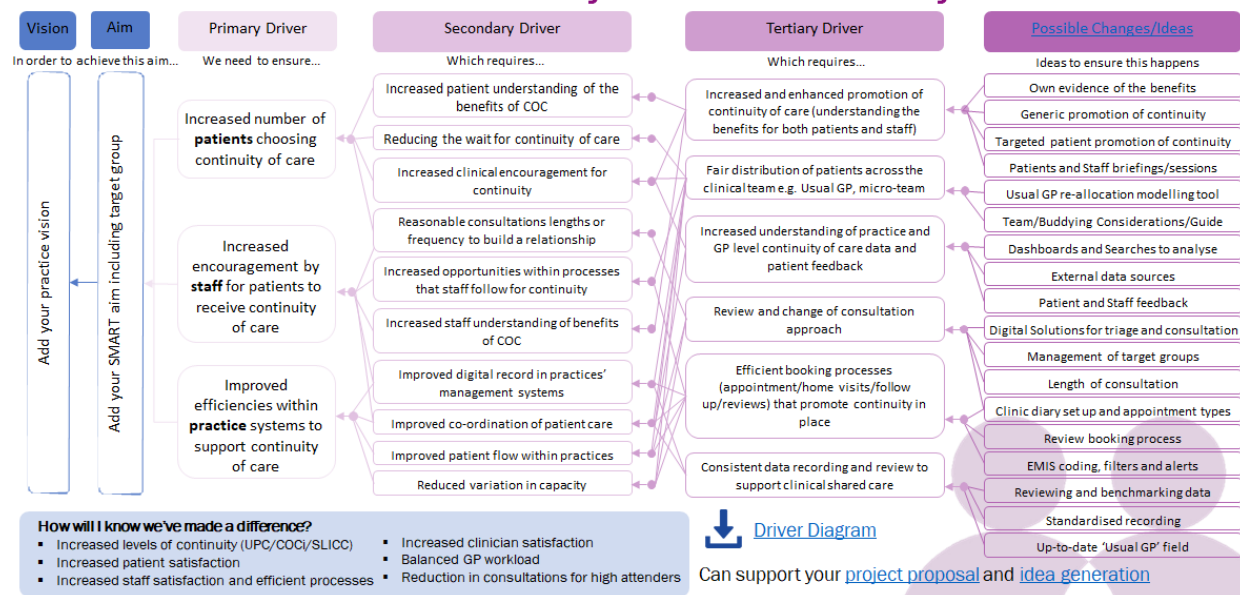 Vision
Aim
Primary Driver
Secondary Driver
Tertiary Driver
Possible Changes/Ideas
In order to achieve this aim...
We need to ensure...
Which requires...
Which requires...
Ideas to ensure this happens
Add your practice vision
Add your SMART aim including target group
Increased number of
patients choosing
continuity of care
Increased
encouragement by
staff for patients to
receive continuity
of care
Improved
efficiencies within
practice systems to
support continuity
of care
Increased patient understanding of the
benefits of COC
Reducing the wait for continuity of care
Increased clinical encouragement for
continuity
Reasonable consultations lengths or
frequency to build a relationship
Increased opportunities within processes
that staff follow for continuity
Increased staff understanding of benefits
of COC
Improved digital record in practices'
management systems
Improved co-ordination of patient care
Improved patient flow within practices
Reduced variation in capacity
Increased and enhanced promotion of
continuity of care (understanding the
benefits for both patients and staff)
Fair distribution of patients across the
clinical team e.g. Usual GP, micro-team
Increased understanding of practice and
GP level continuity of care data and
patient feedback
Review and change of consultation
approach
Efficient booking processes
(appointment/home visits/follow
up/reviews) that promote continuity in
place
Consistent data recording and review to
support clinical shared care
Own evidence of the benefits
Generic promotion of continuity
Targeted patient promotion of continuity
Patients and Staff briefings/sessions
Usual GP re-allocation modelling tool
Team/Buddying Considerations/Guide
Dashboards and Searches to analyse
External data sources
Patient and Staff feedback
Digital Solutions for triage and consultation
Management of target groups
Length of consultation
Clinic diary set up and appointment types
Review booking process
EMIS coding, filters and alerts
Reviewing and benchmarking data
Standardised recording
Up-to-date 'Usual GP' field
How will I know we've made a difference?
▪ Increased levels of continuity (UPC/COCi/SLICC)
▪ Increased patient satisfaction
▪ Increased staff satisfaction and efficient processes
▪ Increased clinician satisfaction
▪ Balanced GP workload
▪ Reduction in consultations for high attenders
Driver Diagram
Can support your project proposal and idea generation